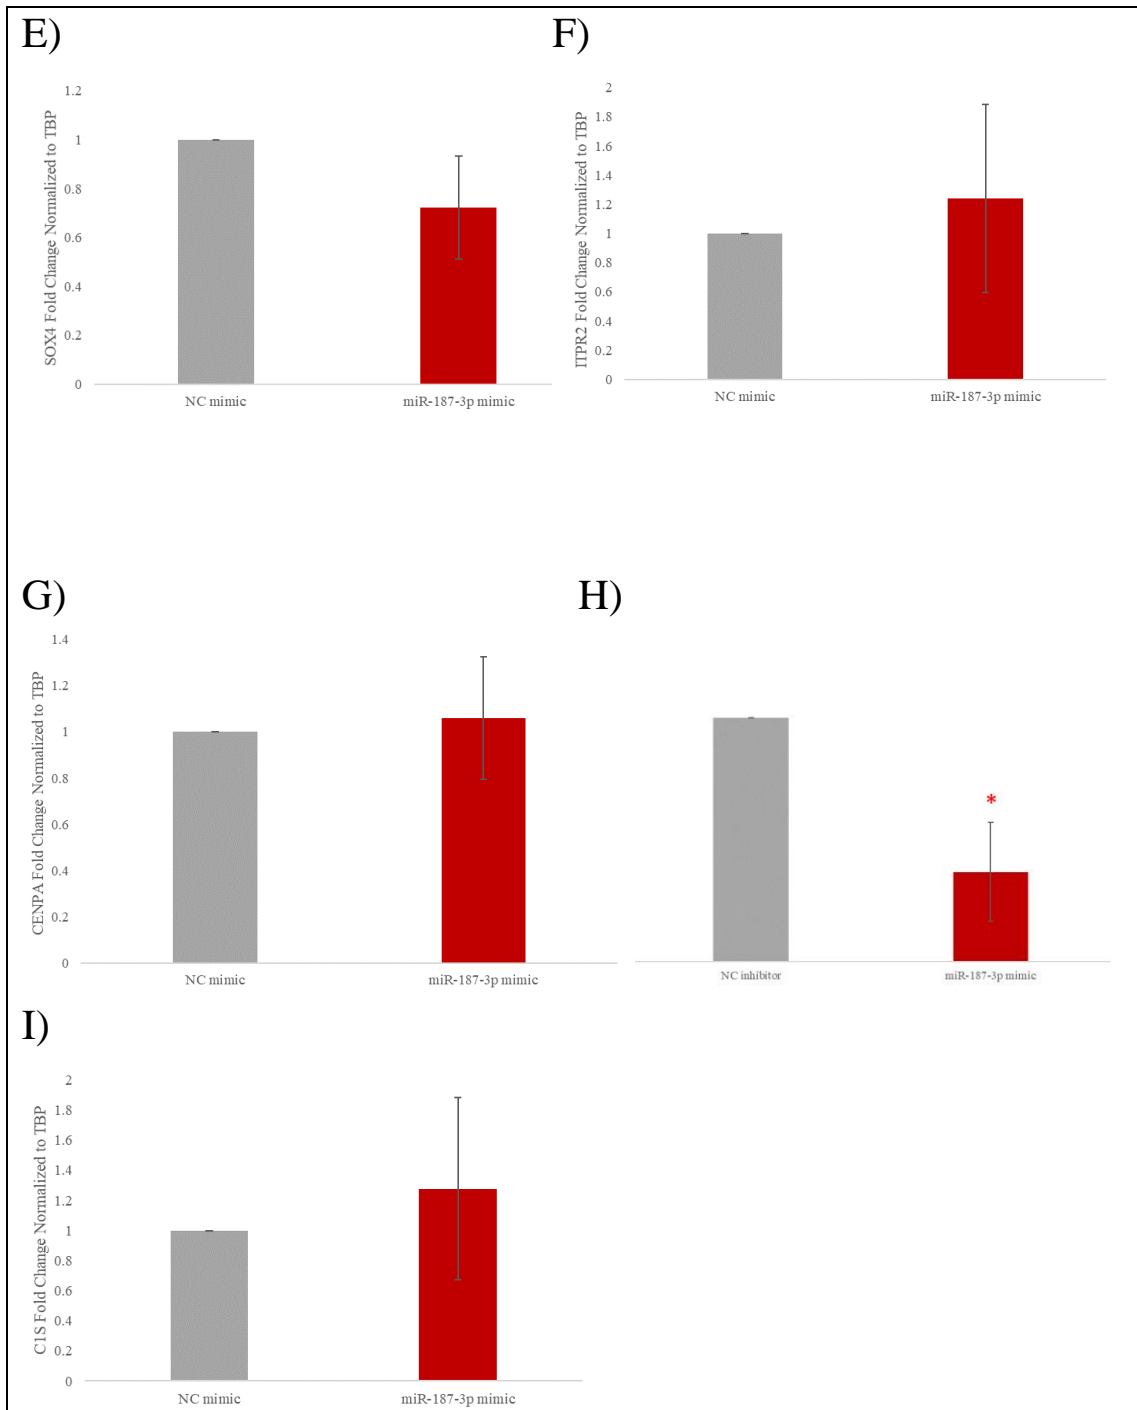 E)
SOX4 Fold Change Normalized to TBP
1.2
1
0.8
0.6
0.4
0.2
0
NC mimic
miR-187-3p mimic
F)
ITPR2 Fold Change Normalized to TBP
2
1.8
1.6
1.4
1.2
1
0.8
0.6
0.4
0.2
0
NC mimic
miR-187-3p mimic
G)
CENPA Fold Change Normalized to TBP
1.4
1.2
1
0.8
0.6
0.4
0.2
0
NC mimic
miR-187-3p mimic
H)
*
NC inhibitor
miR-187-3p mimic
I)
C1S Fold Change Normalized to TBP
2
1.8
1.6
1.4
1.2
1
0.8
0.6
0.4
0.2
0
NC mimic
miR-187-3p mimic